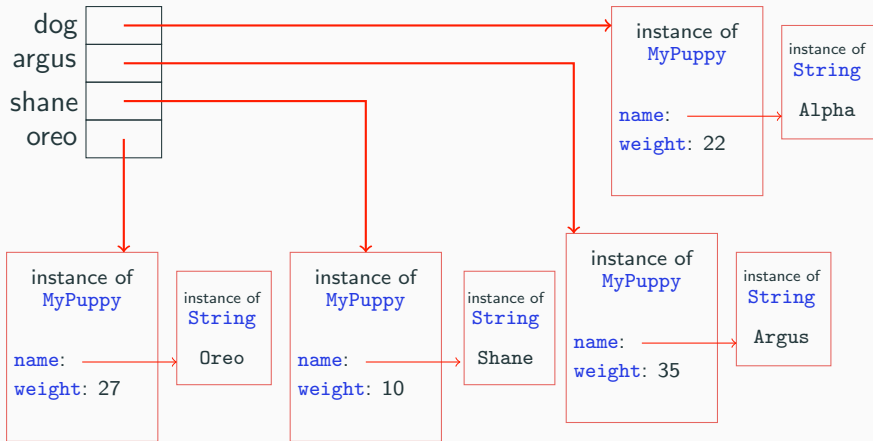 dog
argus
shane
oreo
instance of
MyPuppy
name:
weight: 22
instance of
String
Alpha
instance of
MyPuppy
name:
weight: 27
instance of
String
Oreo
instance of
MyPuppy
name:
weight: 10
instance of
String
Shane
instance of
MyPuppy
name:
weight: 35
instance of
String
Argus